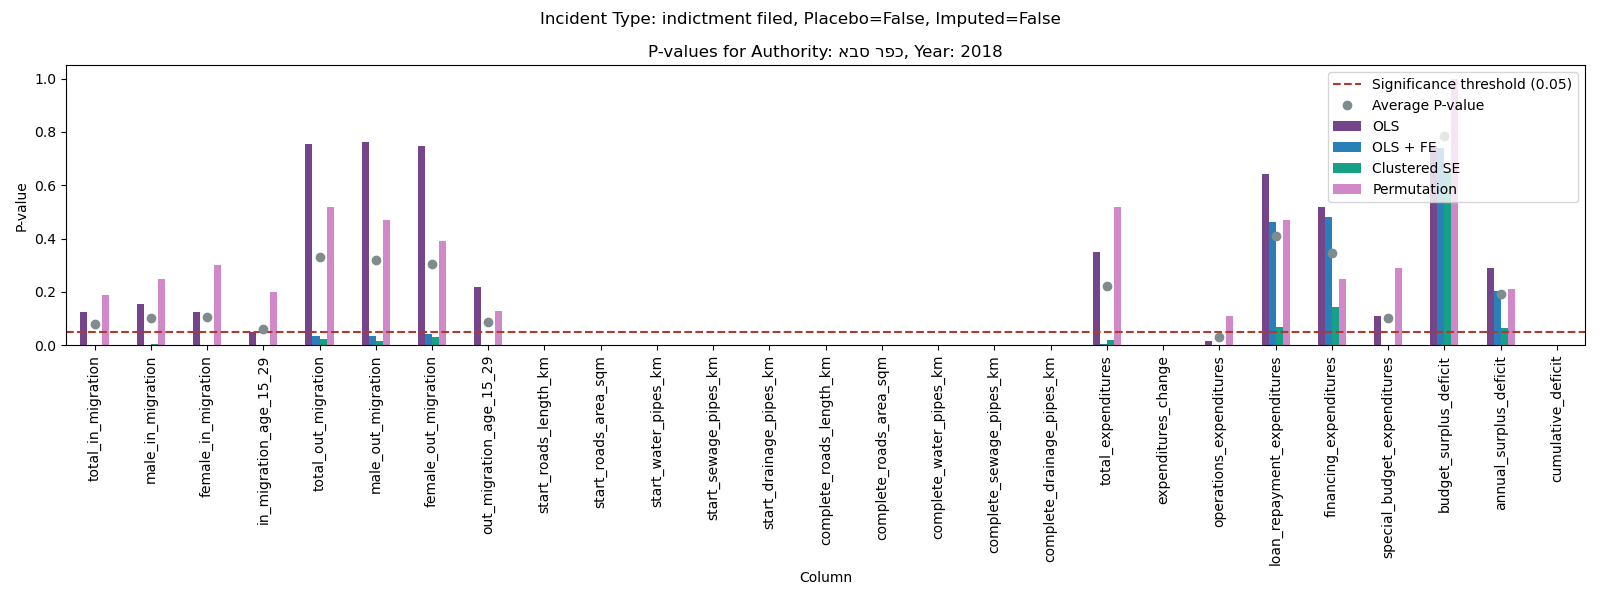 Incident Type: indictment filed, Placebo=False, Imputed=False
P-values for Authority: כפר סבא, Year: 2018
P-value
1.0
0.8
0.6
0.4
0.2
0.0
Significance threshold (0.05)
Average P-value
OLS
OLS + FE
Clustered SE
Permutation
total_in_migration
male_in_migration
female_in_migration
in_migration_age_15_29
total_out_migration
male_out_migration
female_out_migration
out_migration_age_15_29
start_roads_length_km
start_roads_area_sqm
start_water_pipes_km
start_sewage_pipes_km
start_drainage_pipes_km
complete_roads_length_km
complete_roads_area_sqm
complete_water_pipes_km
complete_sewage_pipes_km
complete_drainage_pipes_km
total_expenditures
expenditures_change
operations_expenditures
loan_repayment_expenditures
financing_expenditures
special_budget_expenditures
budget_surplus_deficit
annual_surplus_deficit
cumulative_deficit
Column